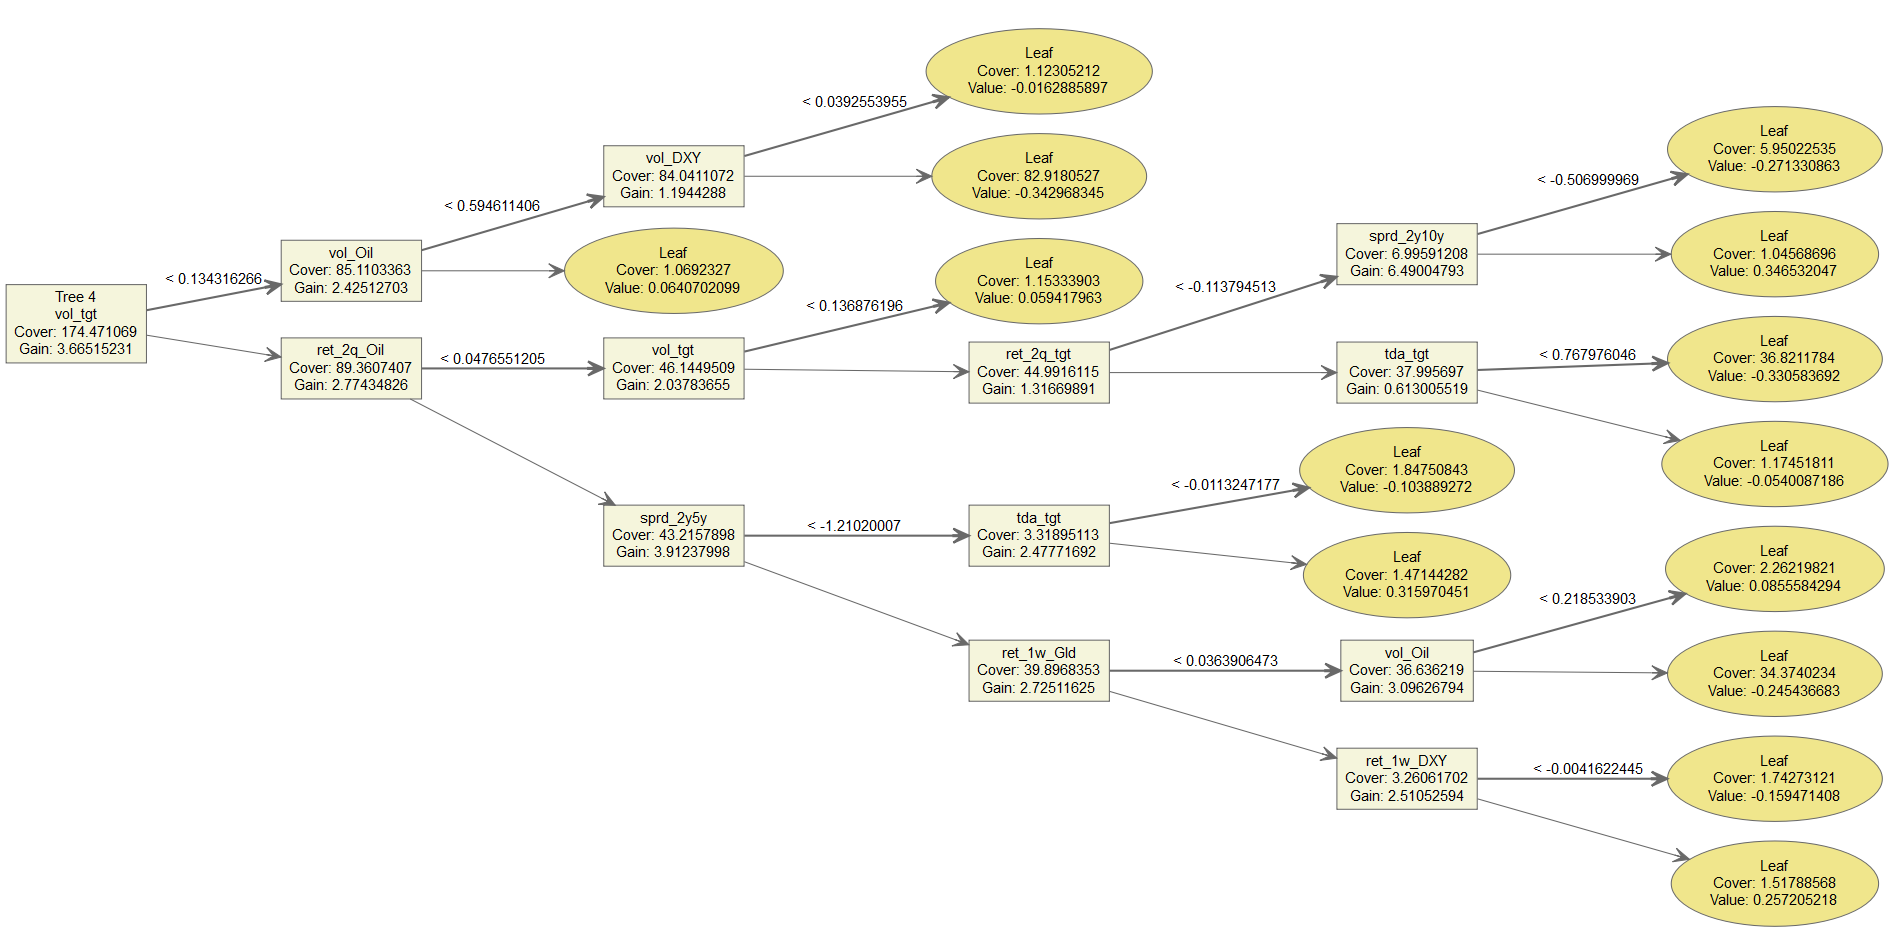 Tree 4
vol_tgt
Cover: 174.471069
Gain: 3.66515231
< 0.134316266
vol_Oil
Cover: 85.1103363
Gain: 2.42512703
ret_2q_Oil
Cover: 89.3607407
Gain: 2.77434826
< 0.594611406
< 0.0476551205
vol_DXY
Cover: 84.0411072
Gain: 1.1944288
Leaf
Cover: 1.0692327
Value: 0.0640702099
vol_tgt
Cover: 46.1449509
Gain: 2.03783655
sprd_2y5y
Cover: 43.2157898
Gain: 3.91237998
< 0.0392553955
< 0.136876196
< -1.21020007
Leaf
Cover: 1.12305212
Value: -0.0162885897
Leaf
Cover: 82.9180527
Value: -0.342968345
Leaf
Cover: 1.15333903
Value: 0.059417963
ret_2q_tgt
Cover: 44.9916115
Gain: 1.31669891
tda_tgt
Cover: 3.31895113
Gain: 2.47771692
ret_1w_Gld
Cover: 39.8968353
Gain: 2.72511625
< -0.113794513
< -0.0113247177
< 0.0363906473
sprd_2y10y
Cover: 6.99591208
Gain: 6.49004793
tda_tgt
Cover: 37.995697
Gain: 0.613005519
Leaf
Cover: 1.84750843
Value: -0.103889272
Leaf
Cover: 1.47144282
Value: 0.315970451
vol_Oil
Cover: 36.636219
Gain: 3.09626794
ret_1w_DXY
Cover: 3.26061702
Gain: 2.51052594
< -0.506999969
< 0.767976046
< 0.218533903
< -0.0041622445
Leaf
Cover: 5.95022535
Value: -0.271330863
Leaf
Cover: 1.04568696
Value: 0.346532047
Leaf
Cover: 36.8211784
Value: -0.330583692
Leaf
Cover: 1.17451811
Value: -0.0540087186
Leaf
Cover: 2.26219821
Value: 0.0855584294
Leaf
Cover: 34.3740234
Value: -0.245436683
Leaf
Cover: 1.74273121
Value: -0.159471408
Leaf
Cover: 1.51788568
Value: 0.257205218